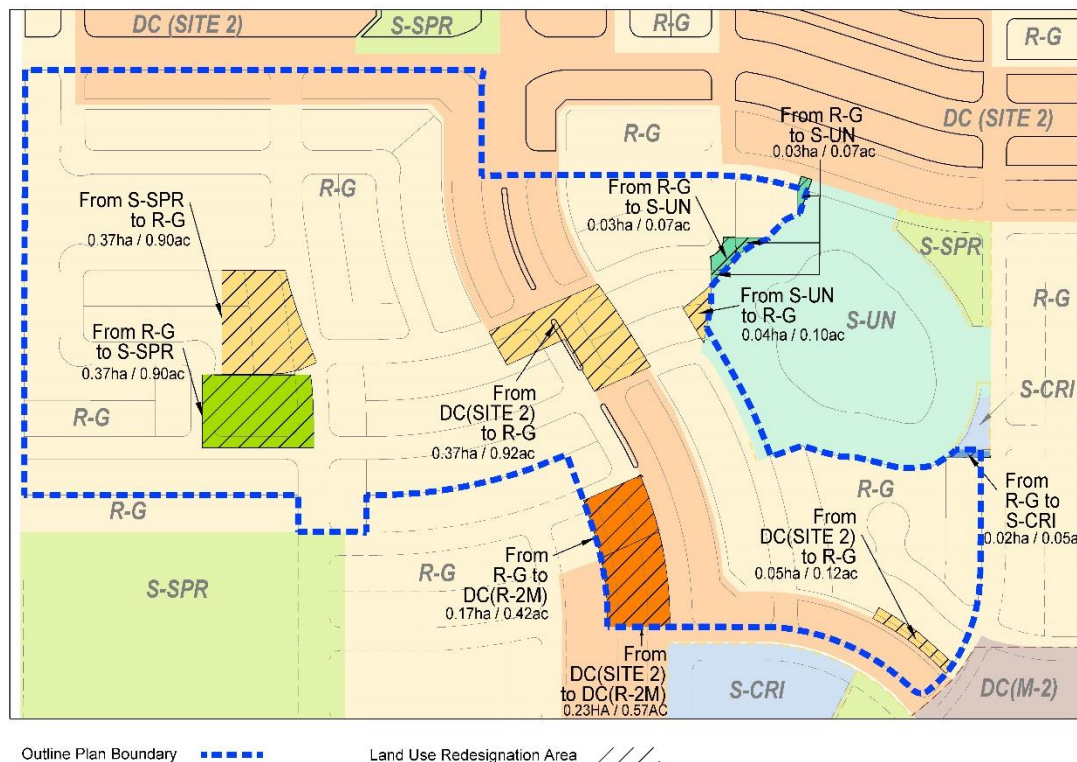 DC (SITE 2)
S-SPR
R-G
R-G
DC (SITE 2)
From R-G
to S-UN
0.03ha / 0.07ac
R-G
R-G
From R-G
to S-UN
0.03ha / 0.07ac
From S-SPR
to R-G
0.37ha / 0.90ac
S-SPR
R-G
From S-UN
to R-G
0.04ha / 0.10ac
S-UN
From R-G
to S-SPR
0.37ha / 0.90ac
S-CRI
R-G
From
DC(SITE 2)
to R-G
0.37ha / 0.92ac
R-G
From
R-G to
S-CRI
0.02ha / 0.05a
R-G
From
DC(SITE 2)
to R-G
0.05ha / 0.12ac
From
R-G to
DC(R-2M)
0.17ha / 0.42ac
R-G
S-SPR
From
DC(SITE 2)
to DC(R-2M)
0.23HA / 0.57AC
S-CRI
DC(M-2)
Outline Plan Boundary
Land Use Redesignation Area